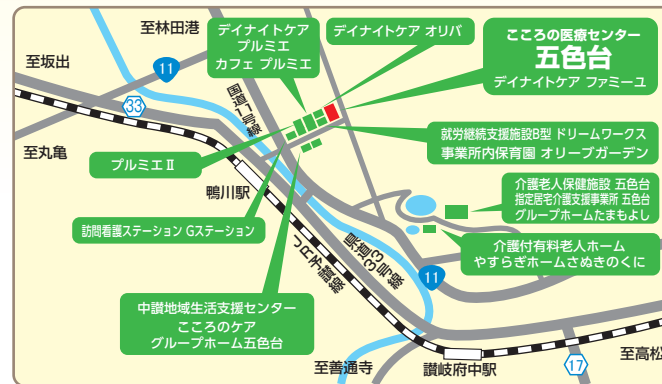 至林田港
デイナイトケア
プルミエ
カフェ プルミエ
デイナイトケア オリバ
こころの医療センター
五色台
デイナイトケア ファミーユ
至坂出
11
国道11号線
33
就労継続支援施設B型 ドリームワークス
事業所内保育園 オリーブガーデン
至丸亀
プルミエⅡ
鴨川駅
介護老人保健施設 五色台
指定居宅介護支援事業所 五色台
グループホームたまもよし
訪問看護ステーション Gステーション
介護付有料老人ホーム
やすらぎホームさぬきのくに
JR予讃線
県道33号線
11
中讃地域生活支援センター
こころのケア
グループホーム五色台
至善通寺
讃岐府中駅
17
至高松